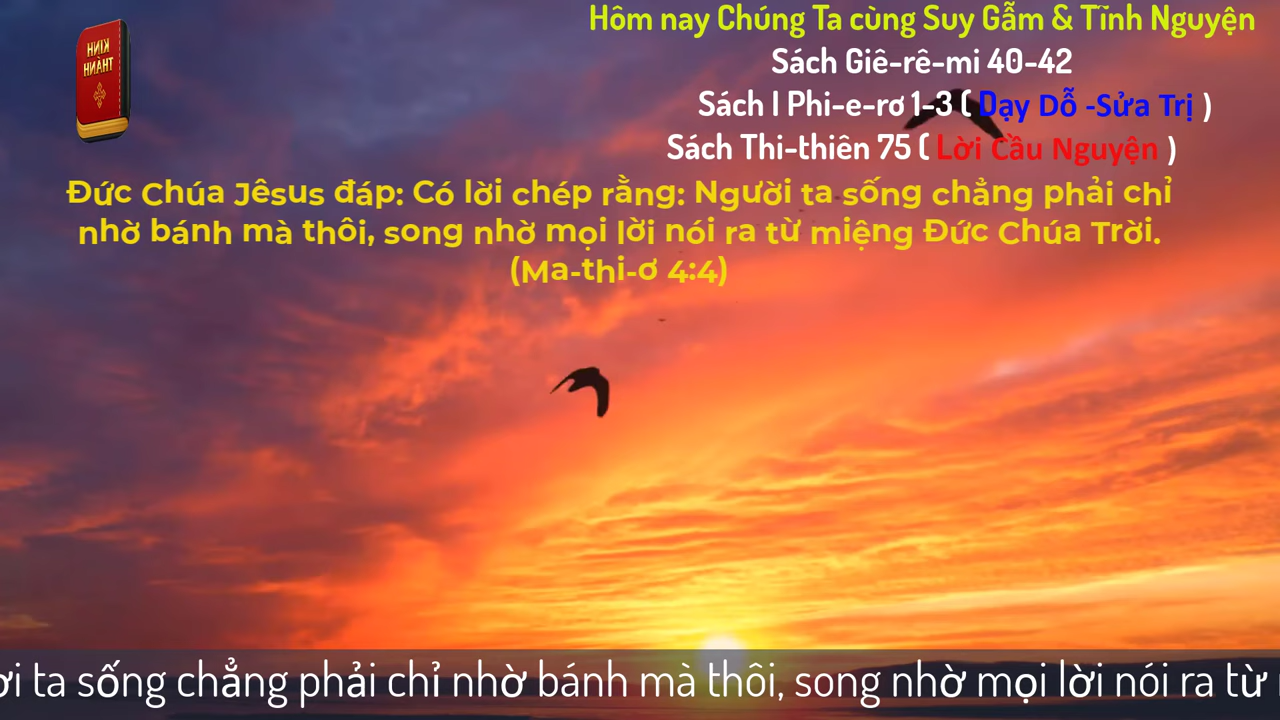 KINH
THÁNH
Hôm nay Chúng Ta cùng Suy Gẫm & Tĩnh Nguyện
Sách Giê-rê-mi 40-42
Sách I Phi-e-rơ 1-3 ( Dạy Dỗ -Sửa Trị )
Sách Thi-thiên 75 ( Lời Cầu Nguyện )
Đức Chúa Jêsus đáp: Có lời chép rằng: Người ta sống chẳng phải chỉ
nhờ bánh mà thôi, song nhờ mọi lời nói ra từ miệng Đức Chúa Trời.
(Ma-thi-ơ 4:4)
ta sống chẳng phải chỉ nhờ bánh mà thôi, song nhờ mọi lời nói ra từ